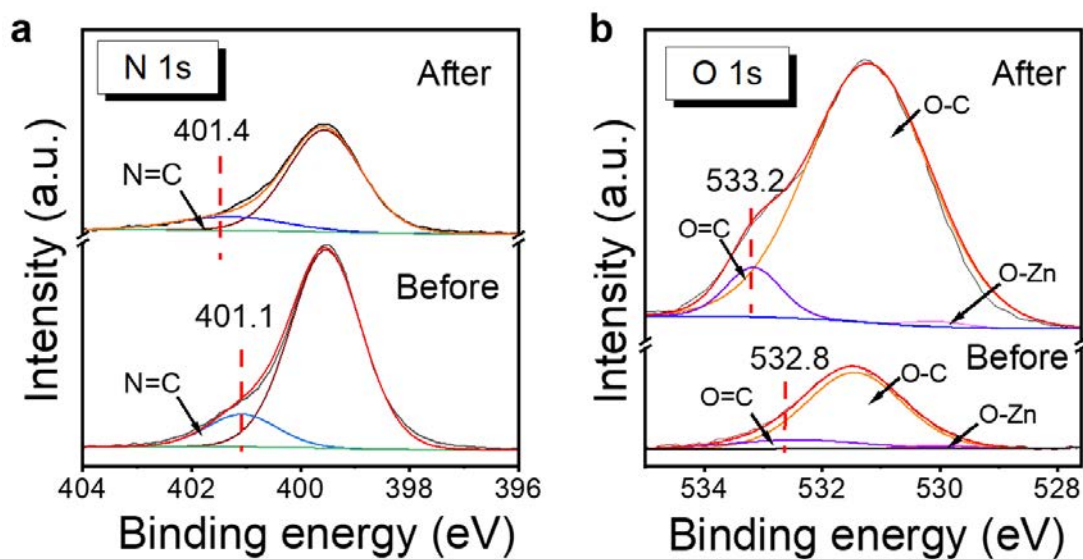 a
N 1s
After
401.4
N=C
Before
401.1
N=C
Intensity (a.u.)
404 402 400 398 396
Binding energy (eV)
b
O 1s
After
O-C
533.2
O=C
O-Zn
Before
532.8
O-C
O=C
O-Zn
Intensity (a.u.)
534 532 530 528
Binding energy (eV)